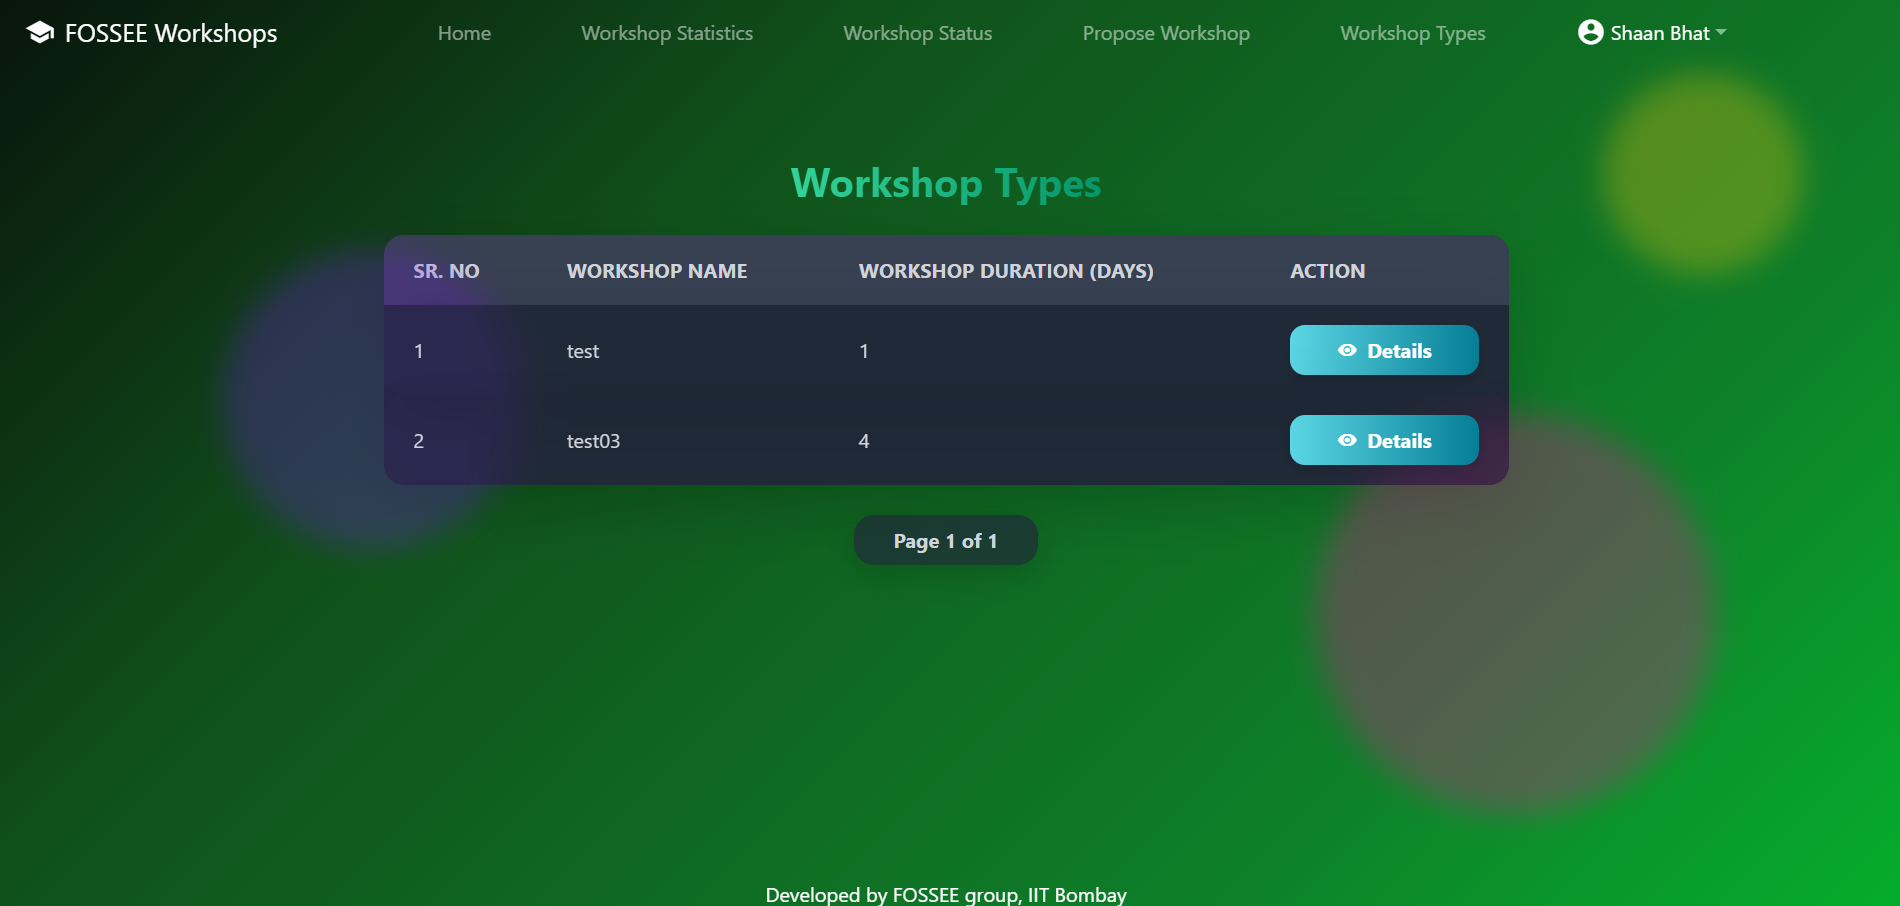 FOSSEE Workshops Home Workshop Statistics Workshop Status Propose Workshop Workshop Types Shaan Bhat
Workshop Types
SR. NO WORKSHOP NAME WORKSHOP DURATION (DAYS) ACTION
1 test 1 Details
2 test03 4 Details
Page 1 of 1
Developed by FOSSEE group, IIT Bombay